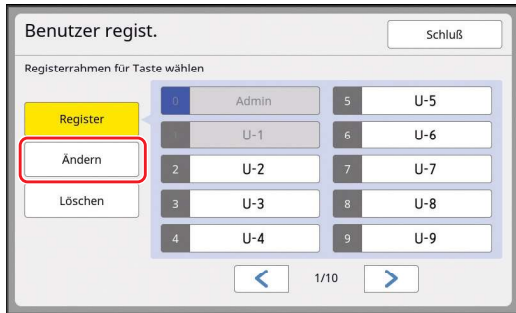 Benutzer regist.
Schluß
Registerrahmen für Taste wählen
Register
Ändern
Löschen
0 Admin
1 U-1
2 U-2
3 U-3
4 U-4
5 U-5
6 U-6
7 U-7
8 U-8
9 U-9
1/10